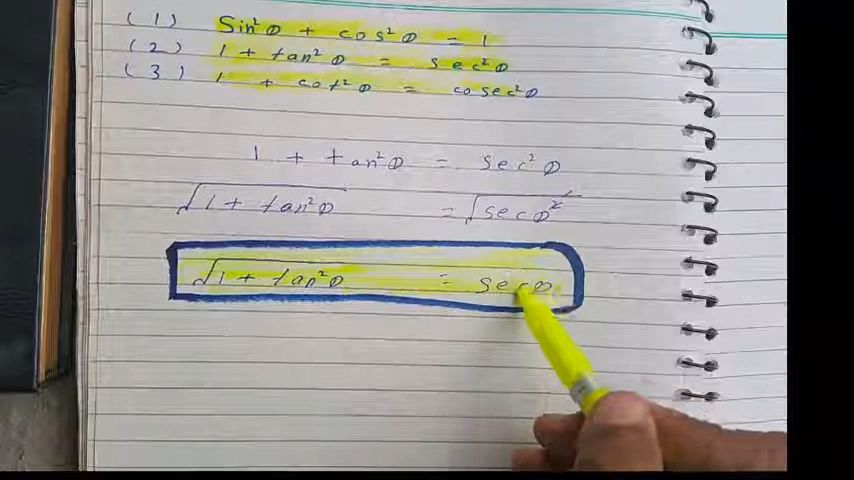 (1) Sin²θ + cos²θ = 1
(2) 1 + tan²θ = sec²θ
(3) 1 + cot²θ = cosec²θ
1 + tan²θ = sec²θ
√1 + tan²θ = √secθ²
√1 + tan²θ = secθ